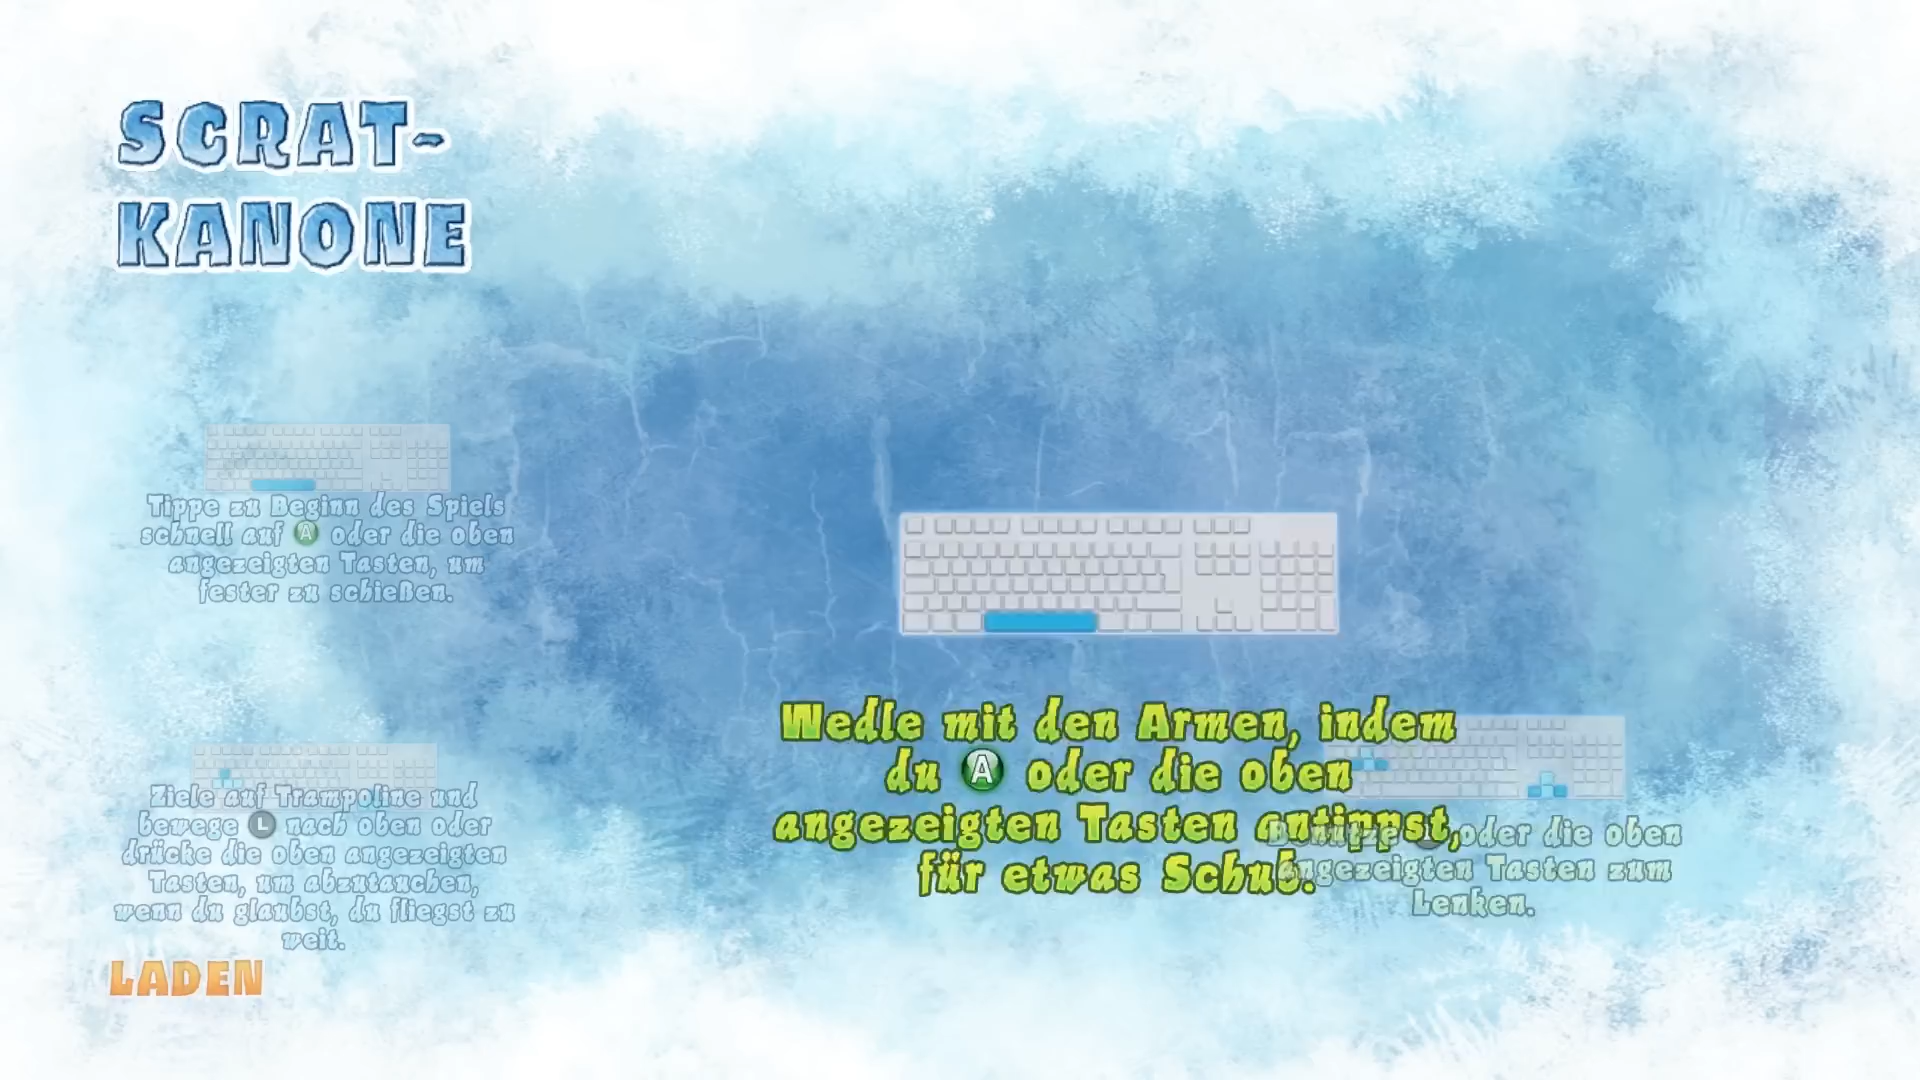 SCRAT-
KANONE
Tippe zu Beginn des Spiels
schnell auf A oder die oben
angezeigten Tasten, um
fester zu schießen.
Wedle mit den Armen, indem
du A oder die oben
angezeigten Tasten antippst,
für etwas Schub.
Ziele auf Trampoline und
bewege L nach oben oder
drücke die oben angezeigten
Tasten, um abzutauchen,
wenn du glaubst, du fliegst zu
weit.
Benutze oder die oben
angezeigten Tasten zum
Lenken.
LADEN